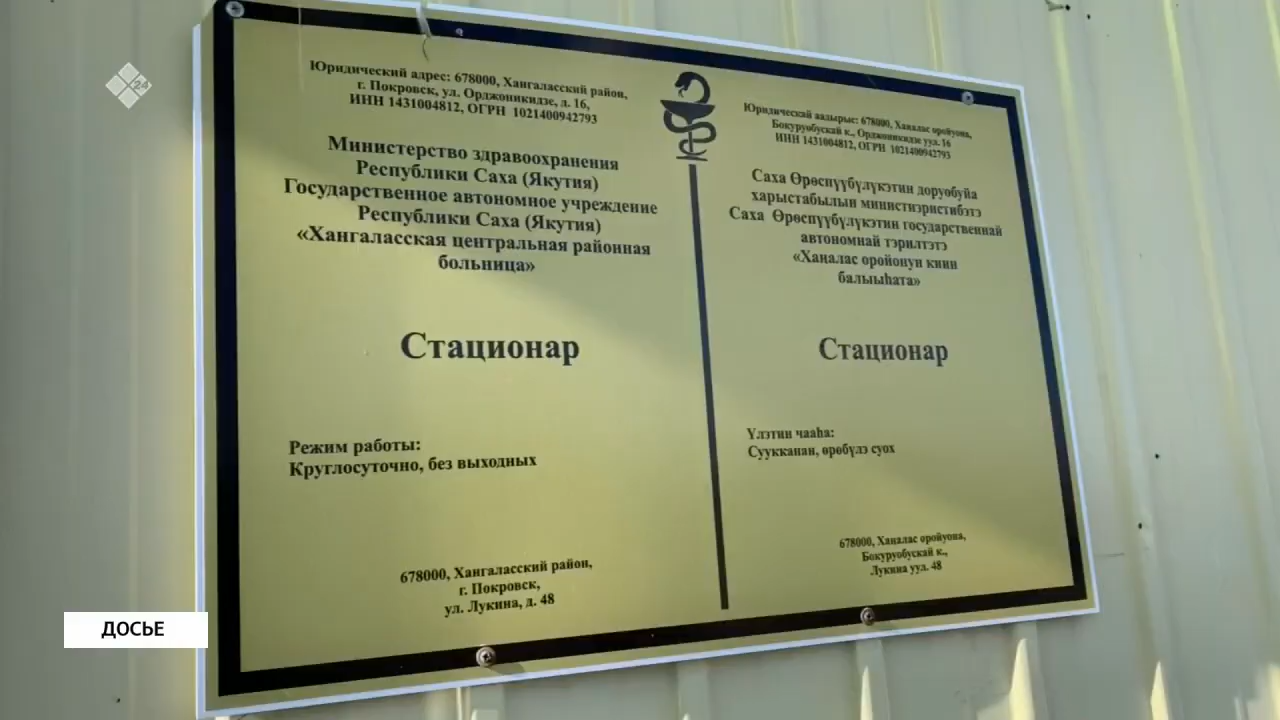 24
Юридический адрес: 678000, Хангаласский район,
г. Покровск, ул. Орджоникидзе, д. 16,
ИНН 1431004812, ОГРН 1021400942793
Министерство здравоохранения
Республики Саха (Якутия)
Государственное автономное учреждение
Республики Саха (Якутия)
«Хангаласская центральная районная
больница»
Стационар
Режим работы:
Круглосуточно, без выходных
678000, Хангаласский район,
г. Покровск,
ул. Лукина, д. 48
Юридическай аадырыс: 678000, Хаҥалас оройуона,
Бокуруобускай к., Орджоникидзе уул. 16
ИНН 1431004812, ОГРН 1021400942793
Саха Өрөспүүбүлүкэтин доруобуйа
харыстабылын министиэристибэтэ
Саха Өрөспүүбүлүкэтин государственнай
автономнай тэрилтэтэ
«Хаҥалас оройонун киин
балыыһата»
Стационар
Үлэтин чааһа:
Суукканан, өрөбүлэ суох
678000, Хаҥалас оройуона,
Бокуруобускай к.,
Лукина уул. 48
ДОСЬЕ